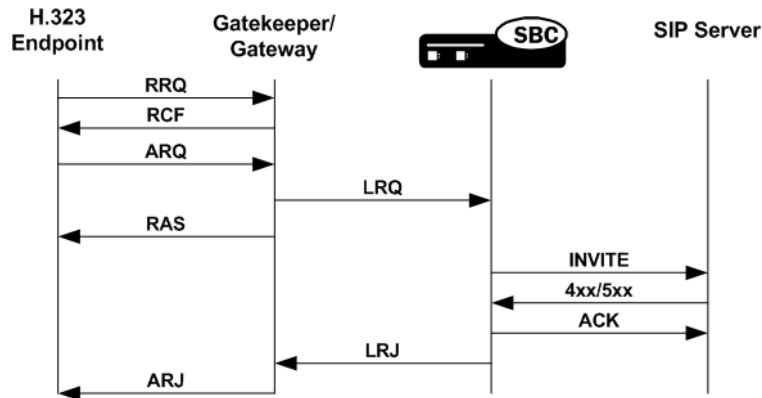 H.323
Endpoint
Gatekeeper/
Gateway
SBC
SIP Server
RRQ
RCF
ARQ
LRQ
RAS
INVITE
4xx/5xx
ACK
LRJ
ARJ